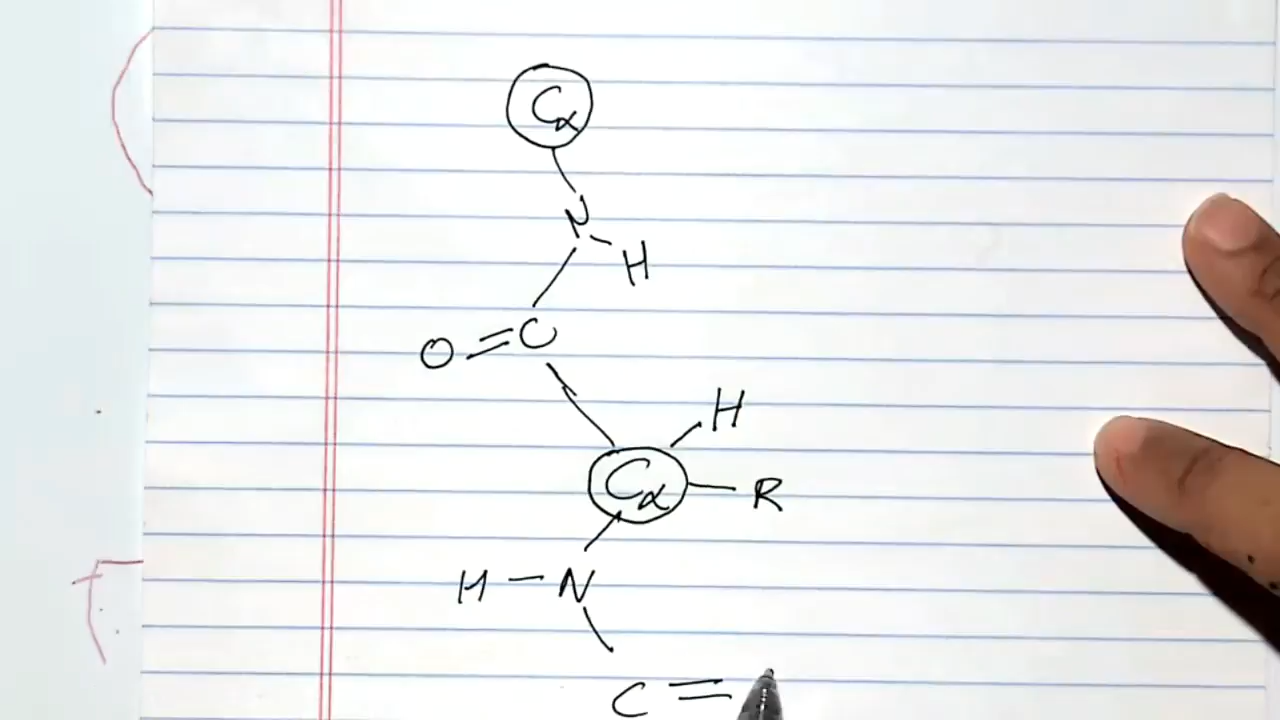 Cα
N
H
O=C
H
Cα-R
H-N
C=